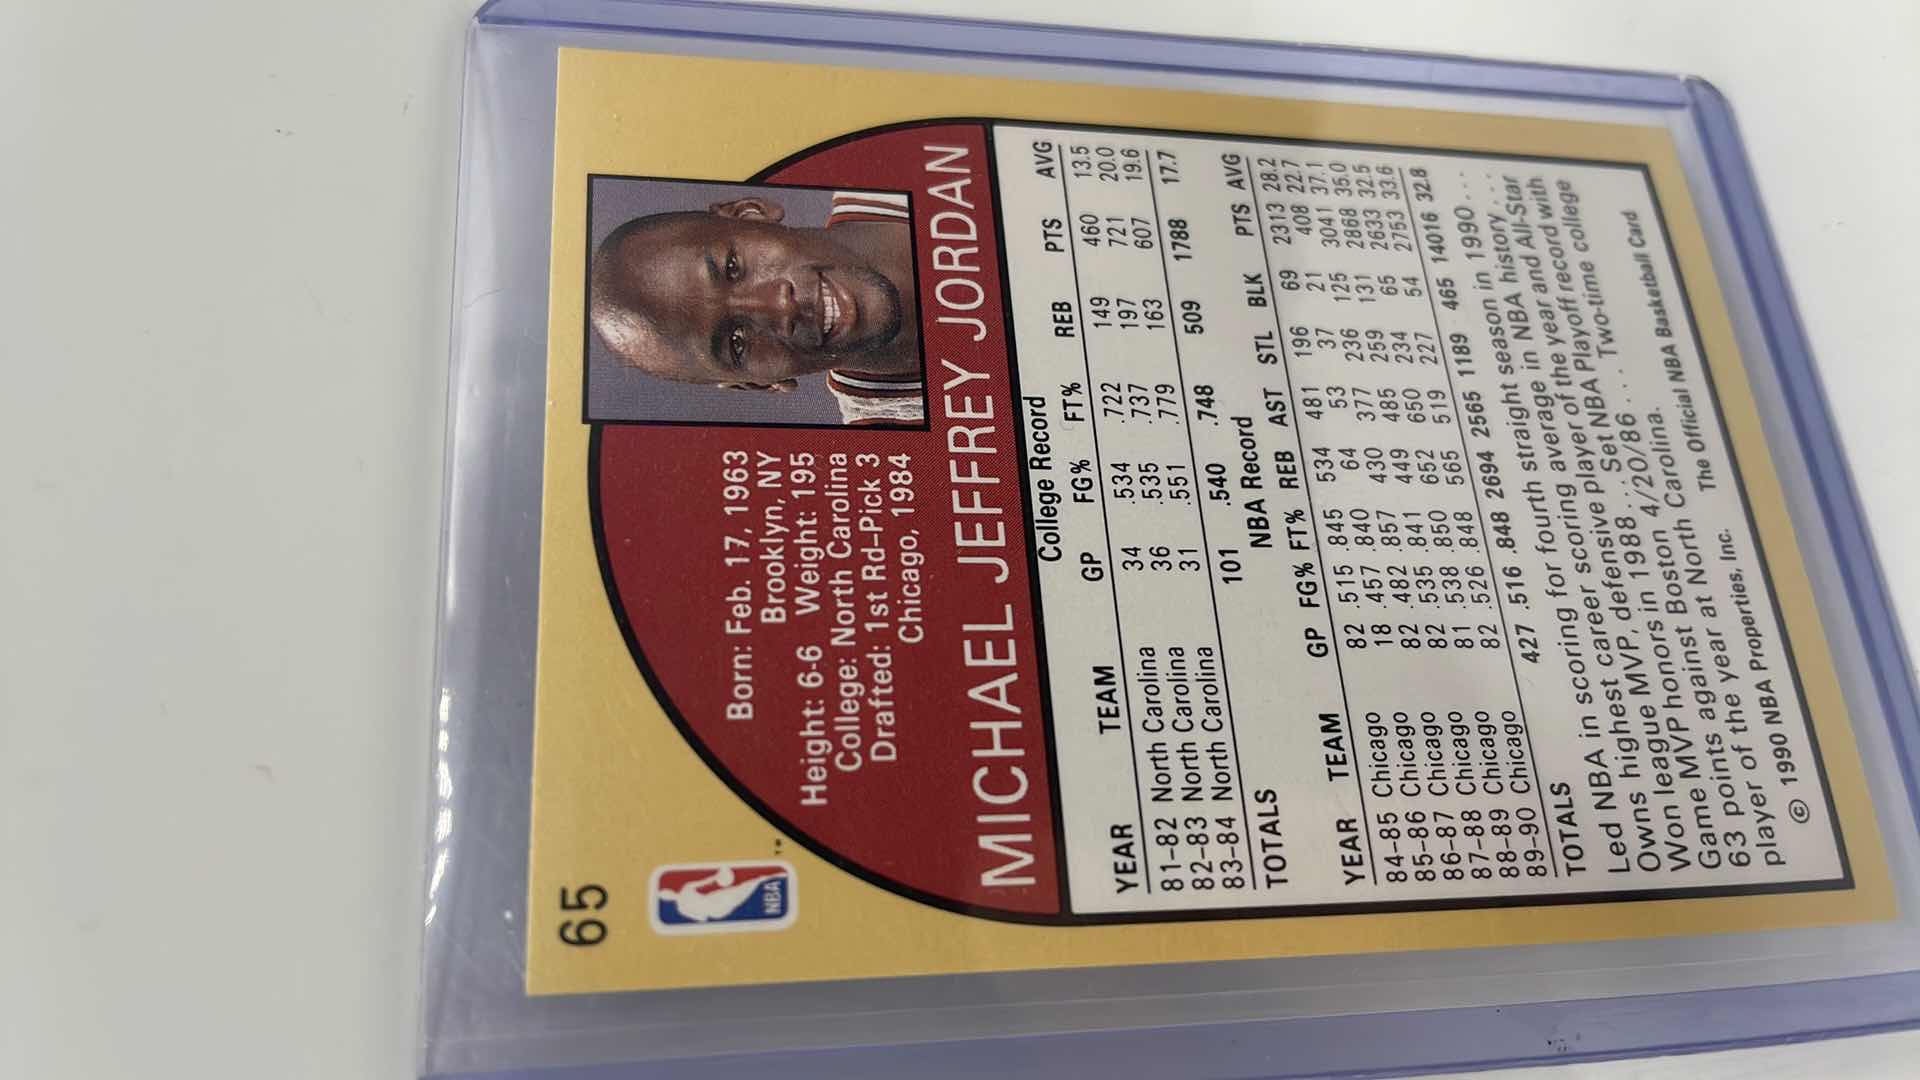 65
NBA
Born: Feb. 17, 1963
Brooklyn, NY
Height: 6-6 Weight: 195
College: North Carolina
Drafted: 1st Rd-Pick 3
Chicago, 1984
MICHAEL JEFFREY JORDAN
College Record
YEAR TEAM GP FG% FT% REB PTS AVG
81-82 North Carolina 34 .534 .722 149 460 13.5
82-83 North Carolina 36 .535 .737 197 721 20.0
83-84 North Carolina 31 .551 .779 163 607 19.6
TOTALS 101 .540 .748 509 1788 17.7
NBA Record
YEAR TEAM GP FG% FT% REB AST STL BLK PTS AVG
84-85 Chicago 82 .515 .845 534 481 196 69 2313 28.2
85-86 Chicago 18 .457 .840 64 53 37 21 408 22.7
86-87 Chicago 82 .482 .857 430 377 236 125 3041 37.1
87-88 Chicago 82 .535 .841 449 485 259 131 2868 35.0
88-89 Chicago 81 .538 .850 652 650 234 65 2633 32.5
89-90 Chicago 82 .526 .848 565 519 227 54 2753 33.6
TOTALS 427 .516 .848 2694 2565 1189 465 14016 32.8
Led NBA in scoring for fourth straight season in 1990...
Owns highest career scoring average in NBA history...
Won league MVP, defensive player of the year and All-Star
Game MVP honors in 1988... Set NBA Playoff record with
63 points against Boston 4/20/86... Two-time college
player of the year at North Carolina.
© 1990 NBA Properties, Inc. The Official NBA Basketball Card